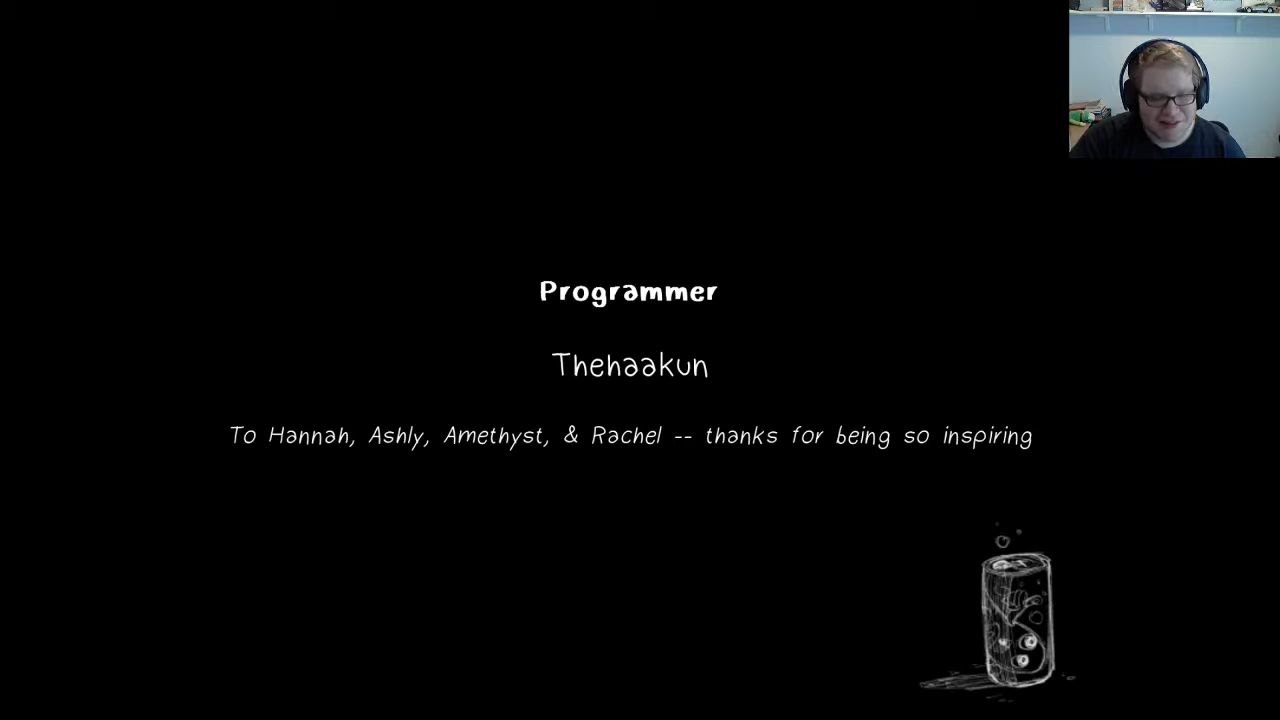 Programmer
Thehaakun
To Hannah, Ashly, Amethyst, & Rachel -- thanks for being so inspiring